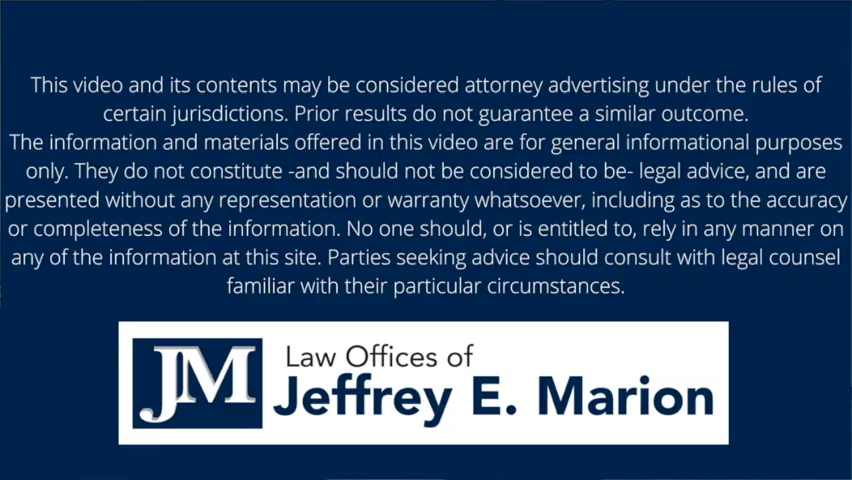 This video and its contents may be considered attorney advertising under the rules of
certain jurisdictions. Prior results do not guarantee a similar outcome.
The information and materials offered in this video are for general informational purposes
only. They do not constitute -and should not be considered to be- legal advice, and are
presented without any representation or warranty whatsoever, including as to the accuracy
or completeness of the information. No one should, or is entitled to, rely in any manner on
any of the information at this site. Parties seeking advice should consult with legal counsel
familiar with their particular circumstances.
JM
Law Offices of
Jeffrey E. Marion